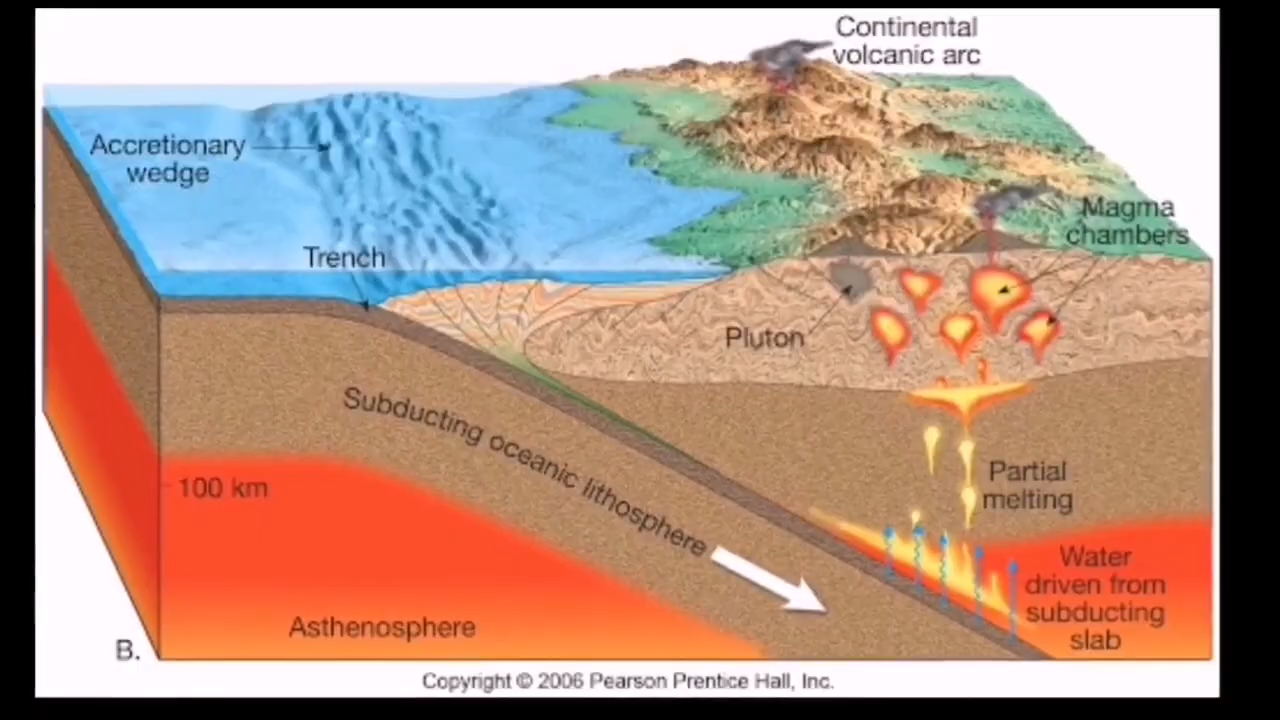 Continental
volcanic arc
Accretionary
wedge
Magma
chambers
Trench
Pluton
Subducting oceanic lithosphere
100 km
Partial
melting
Water
driven from
subducting
slab
Asthenosphere
B.
Copyright © 2006 Pearson Prentice Hall, Inc.